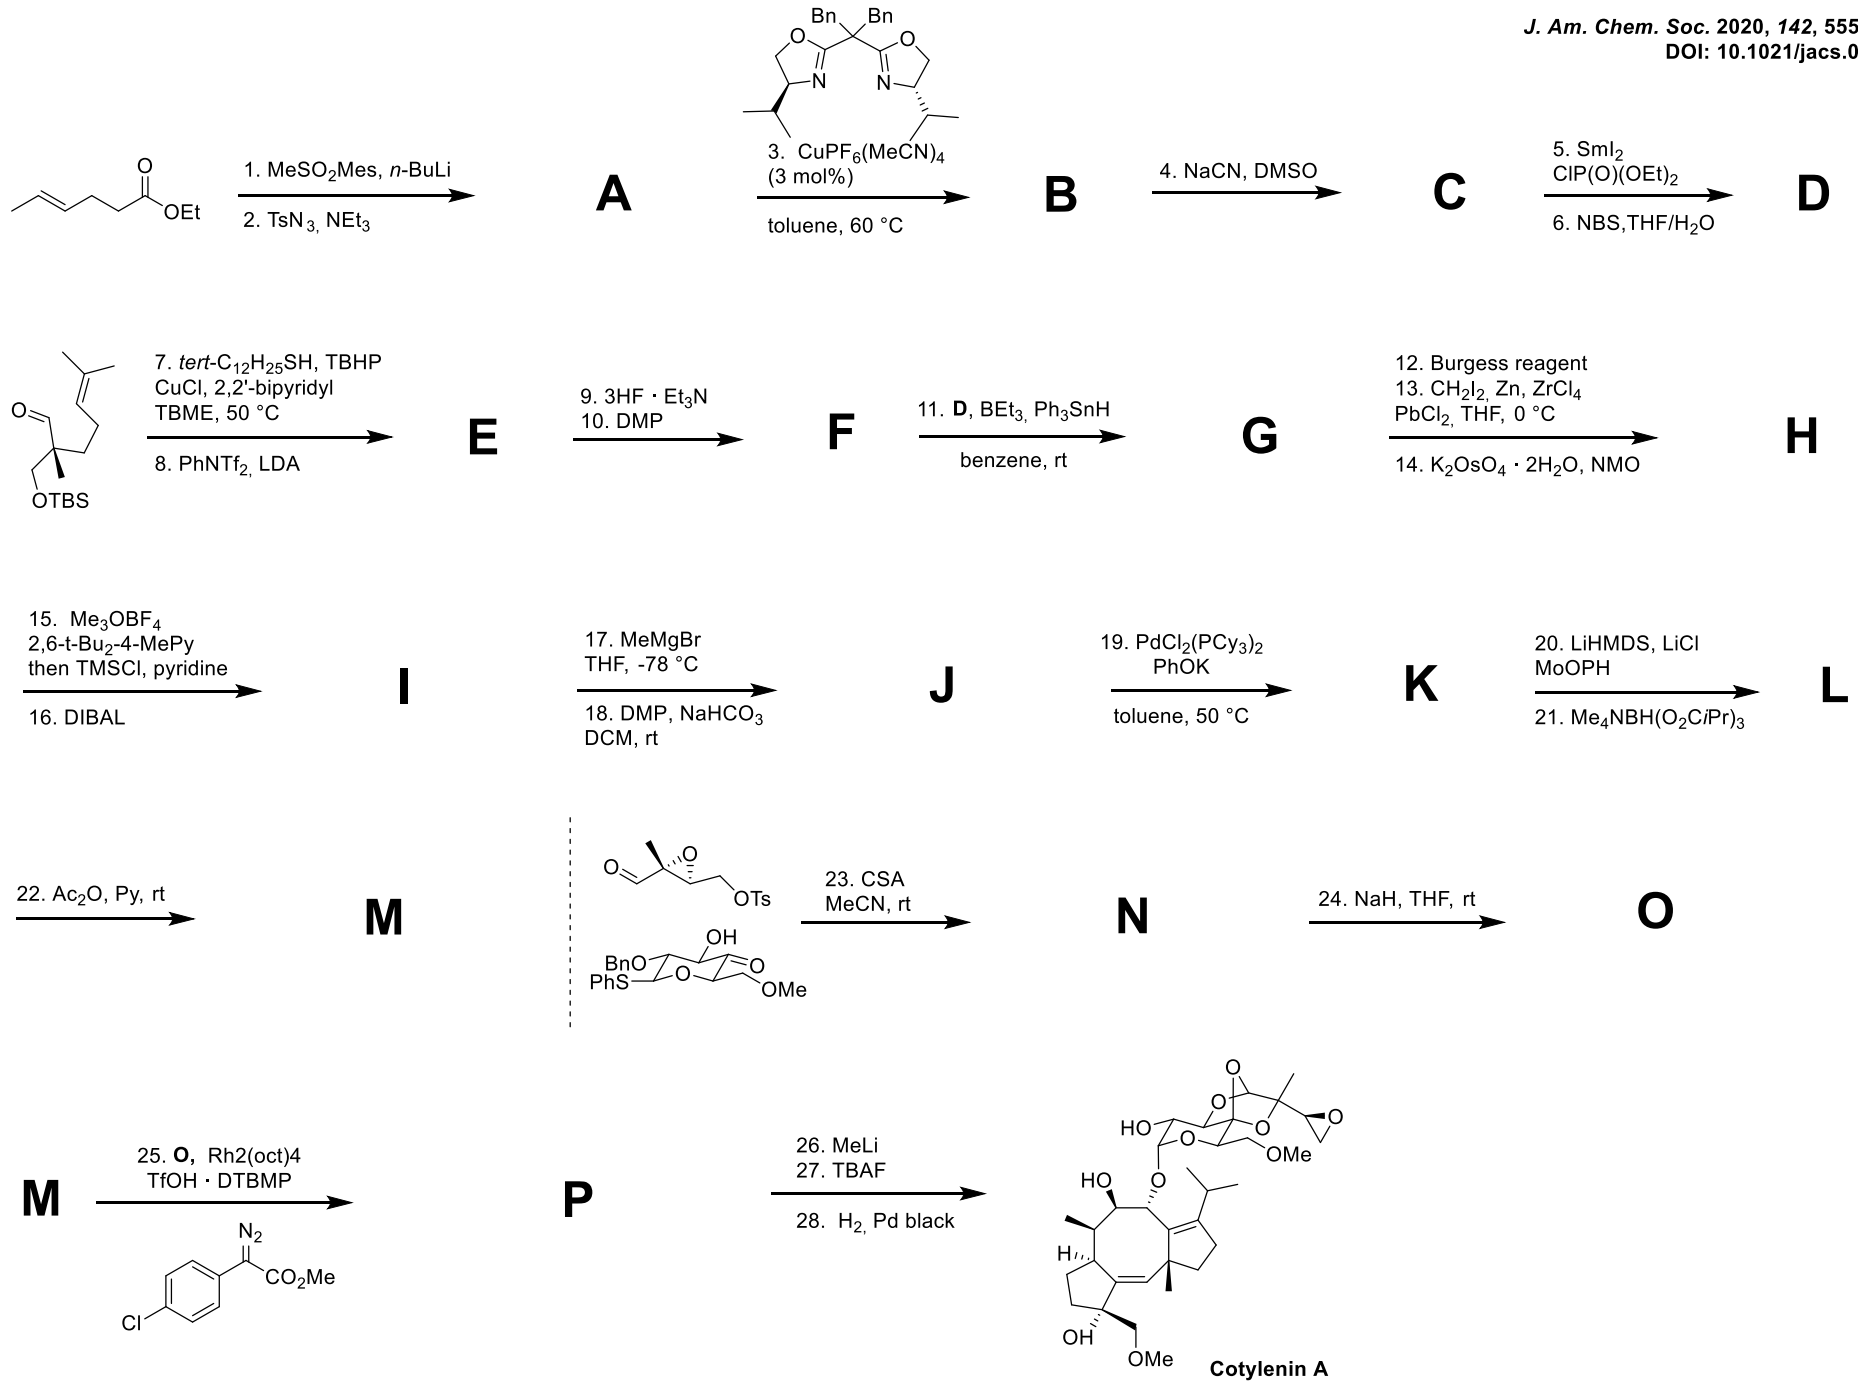 J. Am. Chem. Soc. 2020, 142, 555
DOI: 10.1021/jacs.0
Bn Bn
O O
N N
O
OEt
1. MeSO2Mes, n-BuLi
2. TsN3, NEt3
A
3. CuPF6(MeCN)4
(3 mol%)
toluene, 60 °C
B
4. NaCN, DMSO
C
5. SmI2
ClP(O)(OEt)2
6. NBS,THF/H2O
D
O
OTBS
7. tert-C12H25SH, TBHP
CuCl, 2,2'-bipyridyl
TBME, 50 °C
8. PhNTf2, LDA
E
9. 3HF · Et3N
10. DMP
F
11. D, BEt3, Ph3SnH
benzene, rt
G
12. Burgess reagent
13. CH2I2, Zn, ZrCl4
PbCl2, THF, 0 °C
14. K2OsO4 · 2H2O, NMO
H
15. Me3OBF4
2,6-t-Bu2-4-MePy
then TMSCl, pyridine
16. DIBAL
I
17. MeMgBr
THF, -78 °C
18. DMP, NaHCO3
DCM, rt
J
19. PdCl2(PCy3)2
PhOK
toluene, 50 °C
K
20. LiHMDS, LiCl
MoOPH
21. Me4NBH(O2CiPr)3
L
22. Ac2O, Py, rt
M
O
O
OTs
OH
BnO
O
PhS
O
OMe
23. CSA
MeCN, rt
N
24. NaH, THF, rt
O
M
25. O, Rh2(oct)4
TfOH · DTBMP
N2
CO2Me
Cl
P
26. MeLi
27. TBAF
28. H2, Pd black
O
O
O
HO
O
O
OMe
HO
O
H
OH
OMe
Cotylenin A